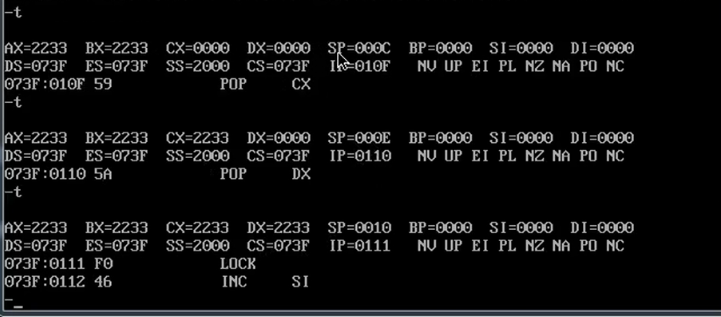 -t
AX=2233 BX=2233 CX=0000 DX=0000 SP=000C BP=0000 SI=0000 DI=0000
DS=073F ES=073F SS=2000 CS=073F IP=010F NV UP EI PL NZ NA PO NC
073F:010F 59 POP CX
-t
AX=2233 BX=2233 CX=2233 DX=0000 SP=000E BP=0000 SI=0000 DI=0000
DS=073F ES=073F SS=2000 CS=073F IP=0110 NV UP EI PL NZ NA PO NC
073F:0110 5A POP DX
-t
AX=2233 BX=2233 CX=2233 DX=2233 SP=0010 BP=0000 SI=0000 DI=0000
DS=073F ES=073F SS=2000 CS=073F IP=0111 NV UP EI PL NZ NA PO NC
073F:0111 F0 LOCK
073F:0112 46 INC SI
-_